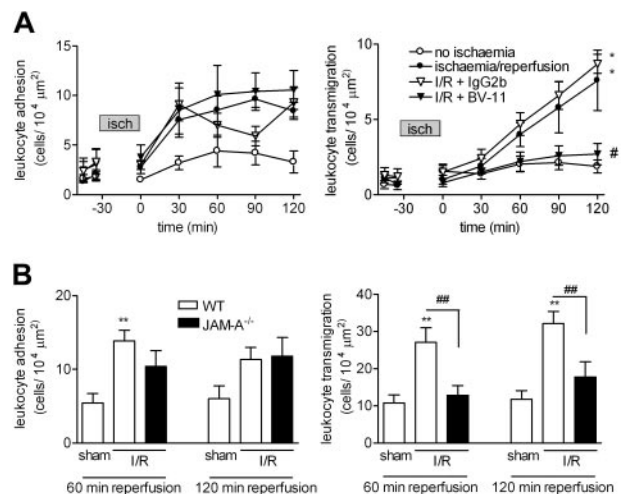 A
leukocyte adhesion
(cells/ 10⁴ µm²)
15
10
5
0
isch
-30 0 30 60 90 120
time (min)
leukocyte transmigration
(cells/ 10⁴ µm²)
10
5
0
isch
no ischaemia
ischaemia/reperfusion
I/R + IgG2b
I/R + BV-11
*
*
#
-30 0 30 60 90 120
time (min)
B
leukocyte adhesion
(cells/ 10⁴ µm²)
20
10
0
**
WT
JAM-A⁻/⁻
sham I/R sham I/R
60 min reperfusion 120 min reperfusion
leukocyte transmigration
(cells/ 10⁴ µm²)
40
30
20
10
0
##
**
##
**
sham I/R sham I/R
60 min reperfusion 120 min reperfusion